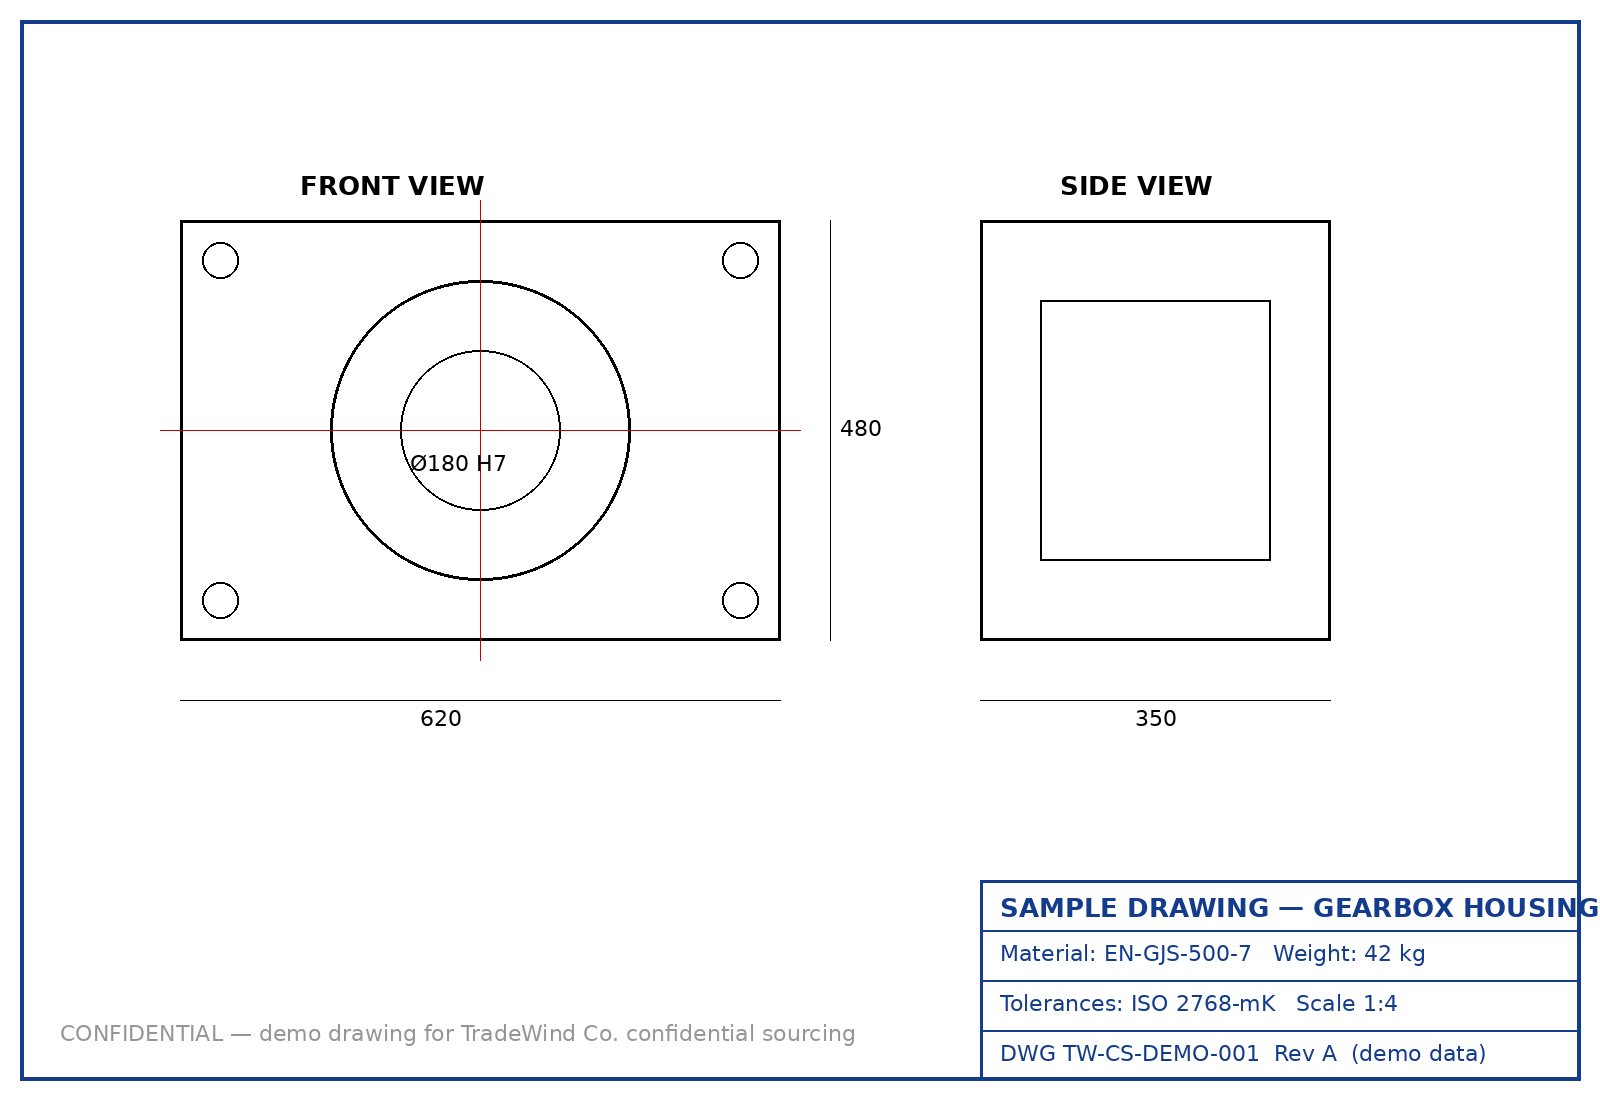 FRONT VIEW
SIDE VIEW
Ø180 H7
480
620
350
SAMPLE DRAWING — GEARBOX HOUSING
Material: EN-GJS-500-7   Weight: 42 kg
Tolerances: ISO 2768-mK   Scale 1:4
CONFIDENTIAL — demo drawing for TradeWind Co. confidential sourcing
DWG TW-CS-DEMO-001  Rev A  (demo data)